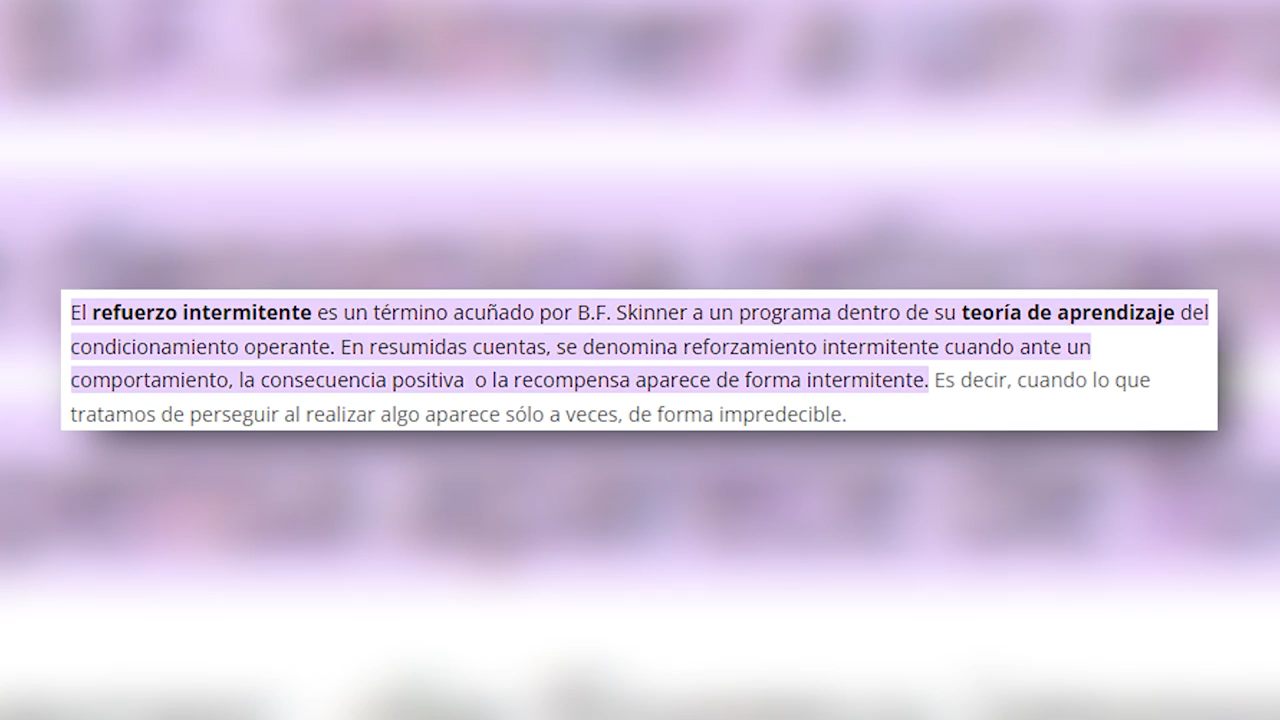 El refuerzo intermitente es un término acuñado por B.F. Skinner a un programa dentro de su teoría de aprendizaje del
condicionamiento operante. En resumidas cuentas, se denomina reforzamiento intermitente cuando ante un
comportamiento, la consecuencia positiva  o la recompensa aparece de forma intermitente. Es decir, cuando lo que
tratamos de perseguir al realizar algo aparece sólo a veces, de forma impredecible.